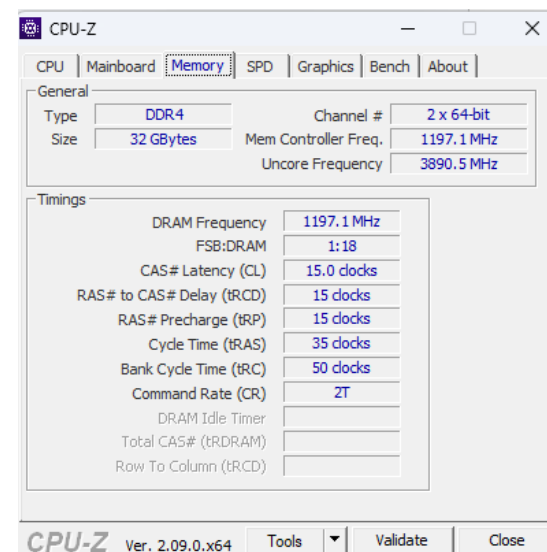 CPU-Z
CPU Mainboard Memory SPD Graphics Bench About
General
Type DDR4 Channel # 2 x 64-bit
Size 32 GBytes Mem Controller Freq. 1197.1 MHz
Uncore Frequency 3890.5 MHz
Timings
DRAM Frequency 1197.1 MHz
FSB:DRAM 1:18
CAS# Latency (CL) 15.0 clocks
RAS# to CAS# Delay (tRCD) 15 clocks
RAS# Precharge (tRP) 15 clocks
Cycle Time (tRAS) 35 clocks
Bank Cycle Time (tRC) 50 clocks
Command Rate (CR) 2T
DRAM Idle Timer
Total CAS# (tRDRAM)
Row To Column (tRCD)
CPU-Z Ver. 2.09.0.x64 Tools Validate Close